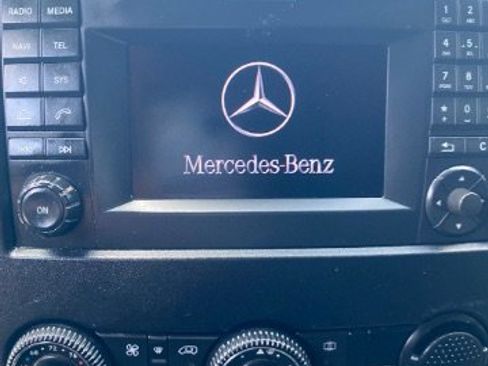 RADIO MEDIA
NAVI TEL
SYS
ON
Mercedes-Benz
1 2
4 5
7 8
* 0
C